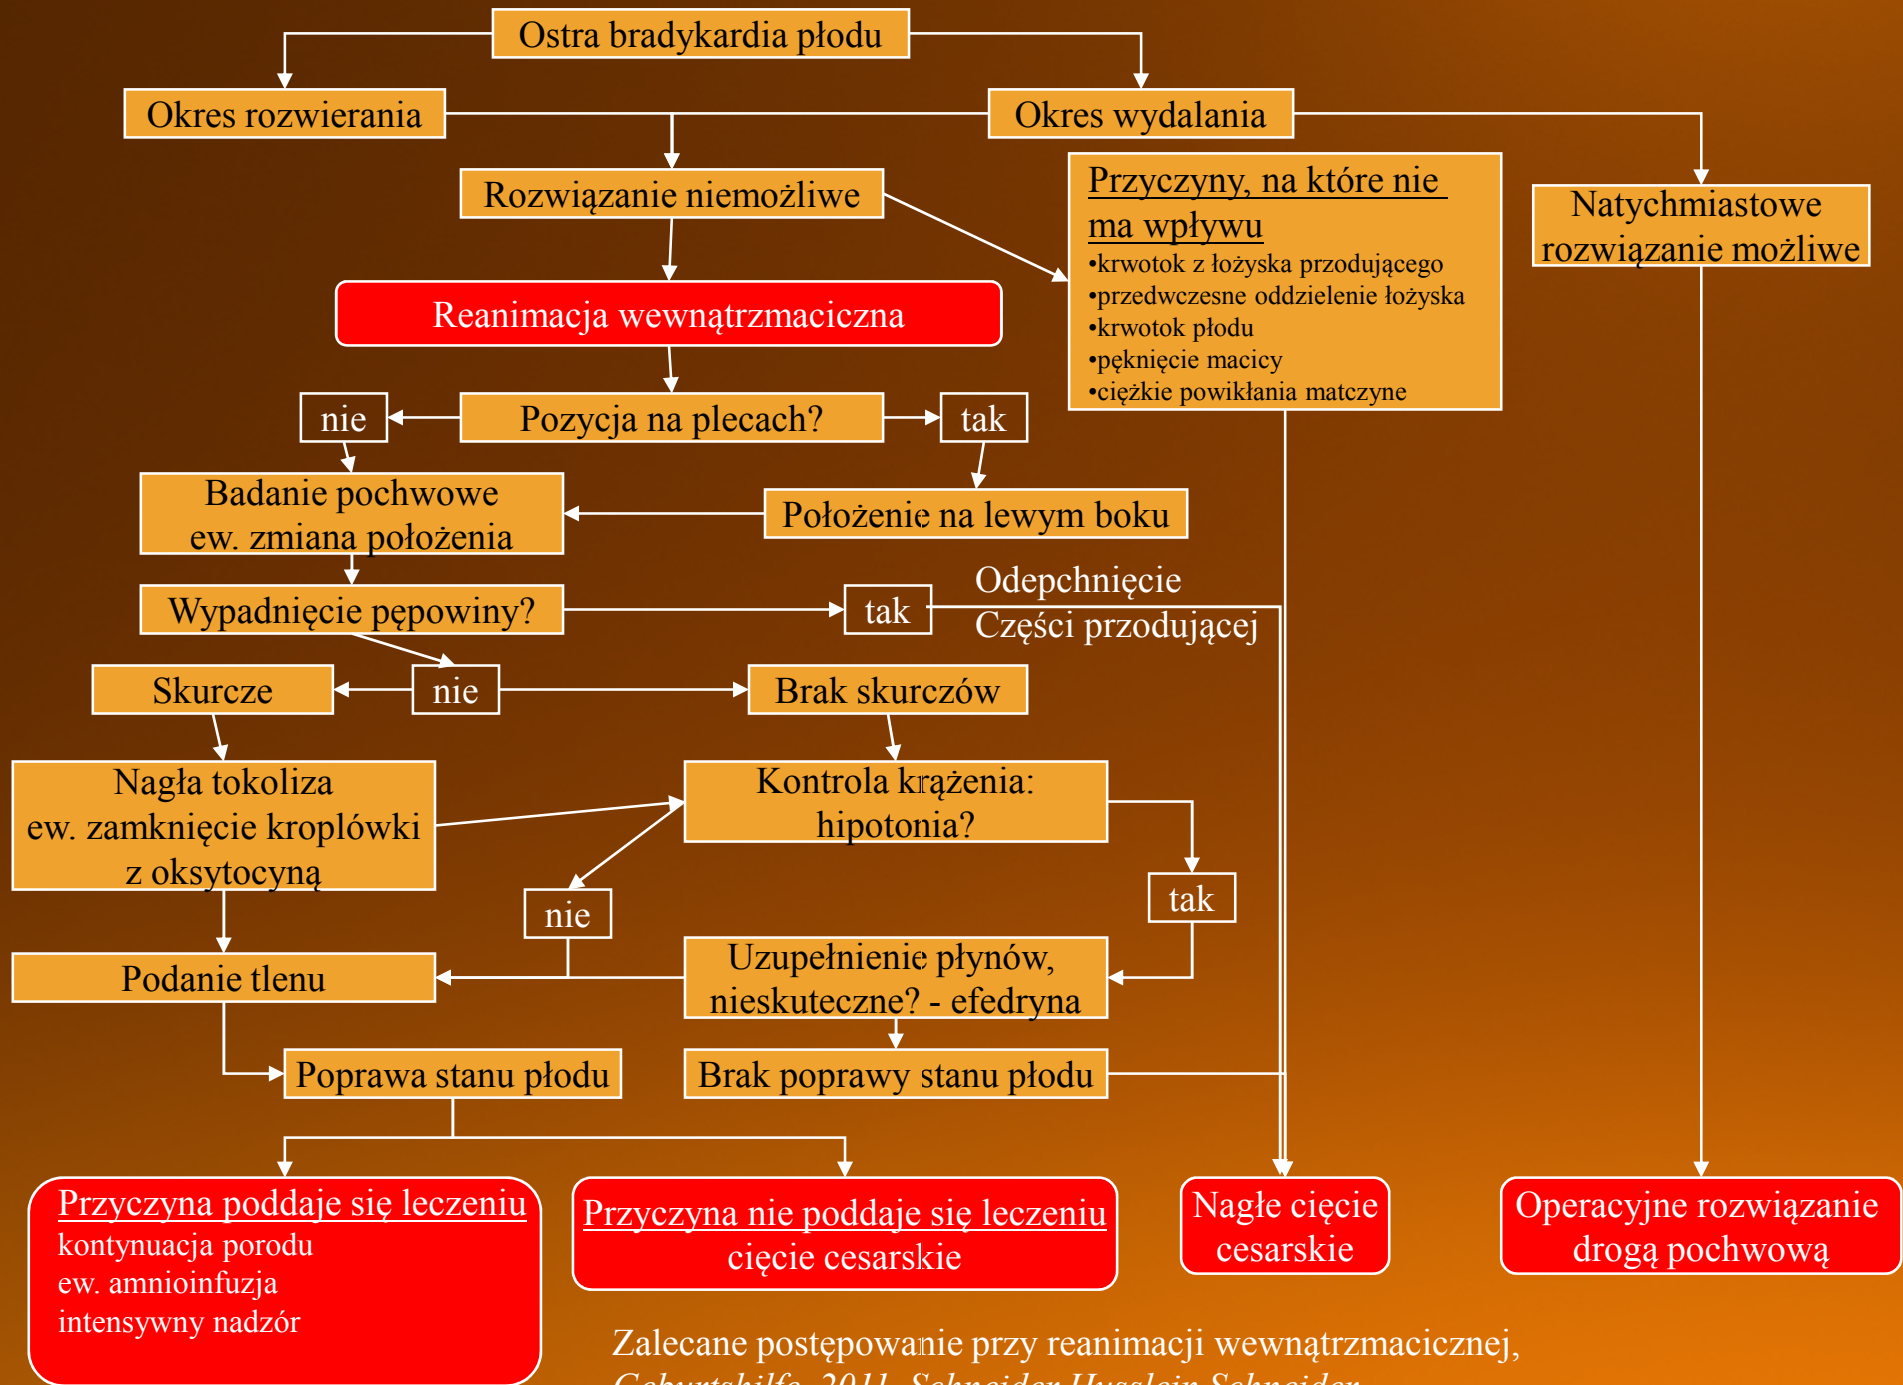 Ostra bradykardia płodu
Okres rozwierania
Okres wydalania
Rozwiązanie niemożliwe
Przyczyny, na które nie
ma wpływu
•krwotok z łożyska przodującego
•przedwczesne oddzielenie łożyska
•krwotok płodu
•pęknięcie macicy
•ciężkie powikłania matczyne
Natychmiastowe
rozwiązanie możliwe
Reanimacja wewnątrzmaciczna
nie
Pozycja na plecach?
tak
Badanie pochwowe
ew. zmiana położenia
Położenie na lewym boku
Wypadnięcie pępowiny?
tak
Odepchnięcie
Części przodującej
Skurcze
nie
Brak skurczów
Nagła tokoliza
ew. zamknięcie kroplówki
z oksytocyną
Kontrola krążenia:
hipotonia?
nie
tak
Podanie tlenu
Uzupełnienie płynów,
nieskuteczne? - efedryna
Poprawa stanu płodu
Brak poprawy stanu płodu
Przyczyna poddaje się leczeniu
kontynuacja porodu
ew. amnioinfuzja
intensywny nadzór
Przyczyna nie poddaje się leczeniu
cięcie cesarskie
Nagłe cięcie
cesarskie
Operacyjne rozwiązanie
drogą pochwową
Zalecane postępowanie przy reanimacji wewnątrzmacicznej,
Geburtshilfe, 2011, Schneider Husslein Schneider